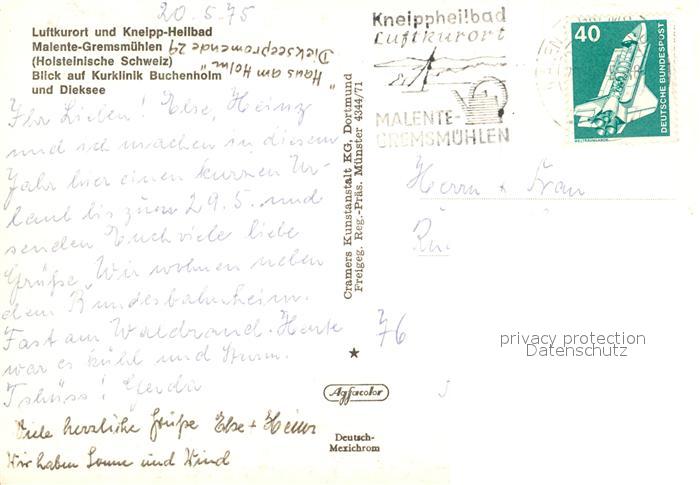 20.5.75
Luftkurort und Kneipp-Heilbad
Malente-Gremsmühlen
(Holsteinische Schweiz)
Blick auf Kurklinik Buchenholm
und Dieksee
"Haus am Holm"
Diekseepromenade 29
Ihr Lieben! Else, Heinz
und ich machen in diesem
Jahr hier einen kurzen Ur-
laub bis zum 29.5. und
senden Euch viele liebe
Grüße. Wir wohnen neben
dem Bundesbahnheim.
Fast am Waldrand. Heute
war es kühl und Sturm.
Tshüss! Gerda
Viele herzliche Grüße Else + Heinz
Wir haben Sonne und Wind
Cramers Kunstanstalt KG, Dortmund
Freigeg. Reg.-Präs. Münster 4344/71
Agfacolor
Deutsch-
Mexichrom
Kneippheilbad
Luftkurort
MALENTE-
GREMSMÜHLEN
40
DEUTSCHE BUNDESPOST
WELTRAUMLABOR
Herrn + Frau
76
privacy protection
Datenschutz